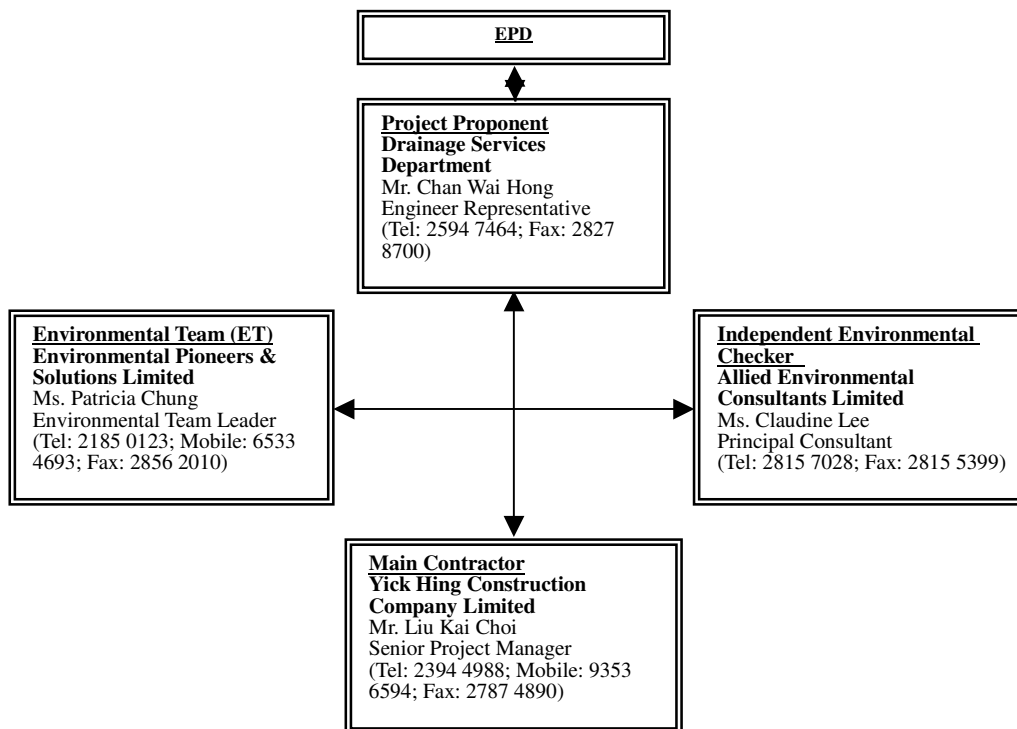 EPD
Project Proponent
Drainage Services
Department
Mr. Chan Wai Hong
Engineer Representative
(Tel: 2594 7464; Fax: 2827
8700)
Environmental Team (ET)
Environmental Pioneers &
Solutions Limited
Ms. Patricia Chung
Environmental Team Leader
(Tel: 2185 0123; Mobile: 6533
4693; Fax: 2856 2010)
Independent Environmental
Checker
Allied Environmental
Consultants Limited
Ms. Claudine Lee
Principal Consultant
(Tel: 2815 7028; Fax: 2815 5399)
Main Contractor
Yick Hing Construction
Company Limited
Mr. Liu Kai Choi
Senior Project Manager
(Tel: 2394 4988; Mobile: 9353
6594; Fax: 2787 4890)